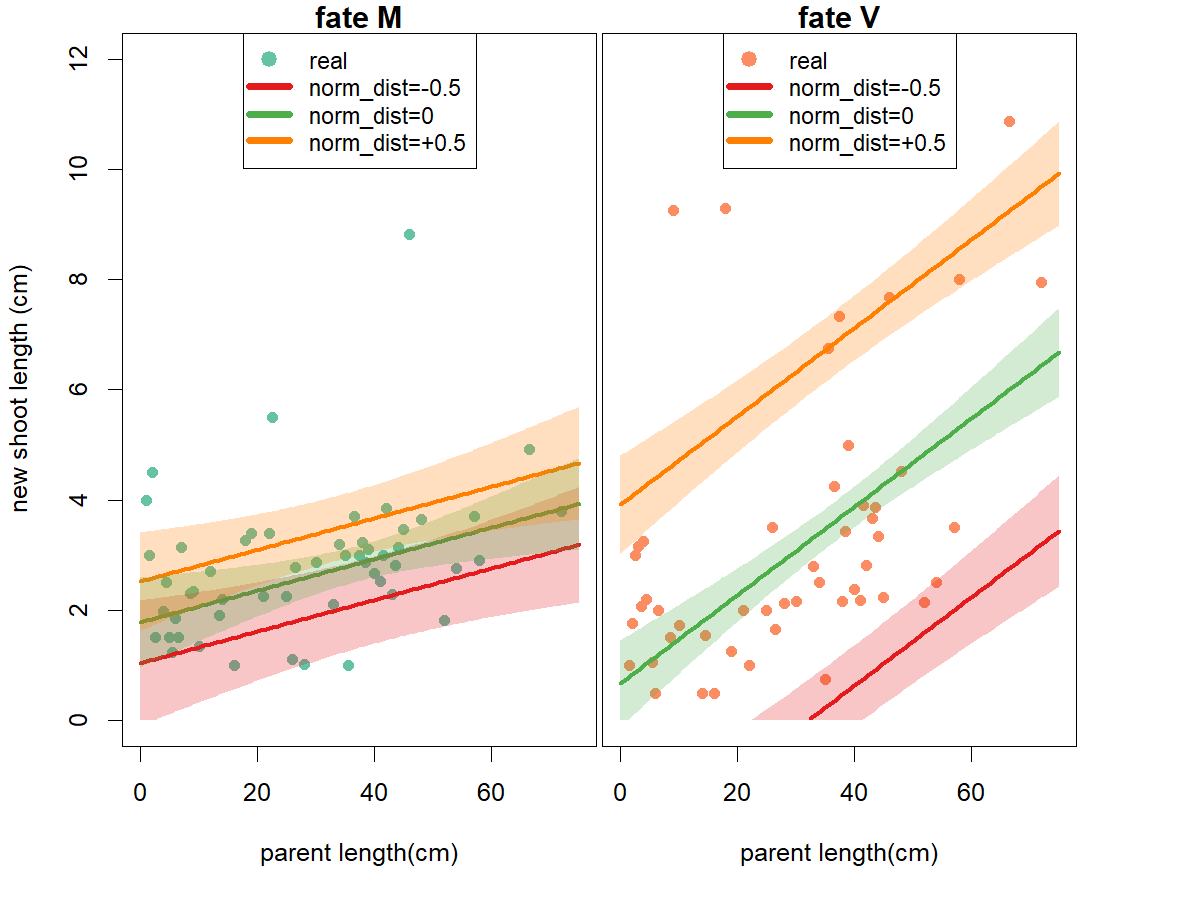 fate M
fate V
real
norm_dist=-0.5
norm_dist=0
norm_dist=+0.5
real
norm_dist=-0.5
norm_dist=0
norm_dist=+0.5
new shoot length (cm)
12
10
8
6
4
2
0
0 20 40 60
0 20 40 60
parent length(cm)
parent length(cm)